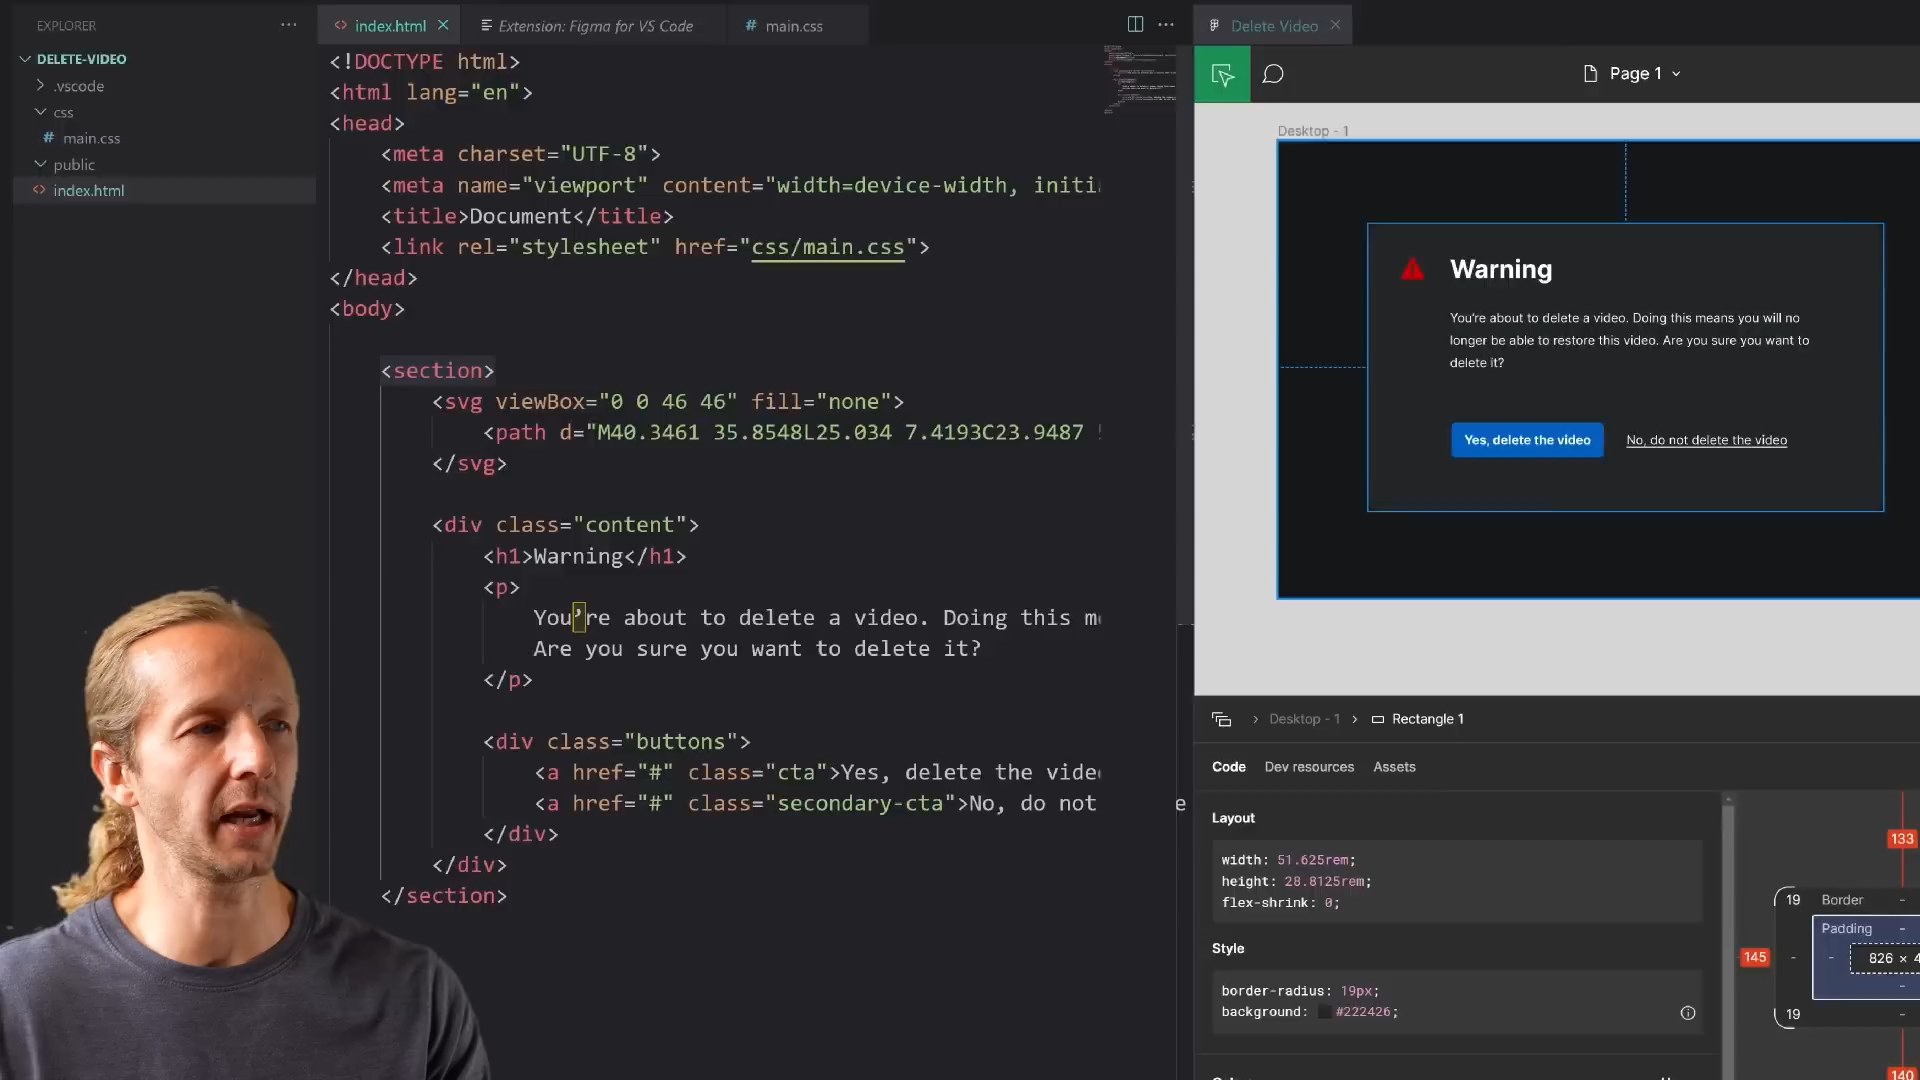 EXPLORER
DELETE-VIDEO
.vscode
css
# main.css
public
<> index.html
<> index.html
Extension: Figma for VS Code
# main.css
<!DOCTYPE html>
<html lang="en">
<head>
<meta charset="UTF-8">
<meta name="viewport" content="width=device-width, initi
<title>Document</title>
<link rel="stylesheet" href="css/main.css">
</head>
<body>
<section>
<svg viewBox="0 0 46 46" fill="none">
<path d="M40.3461 35.8548L25.034 7.4193C23.9487
</svg>
<div class="content">
<h1>Warning</h1>
<p>
You’re about to delete a video. Doing this m
Are you sure you want to delete it?
</p>
<div class="buttons">
<a href="#" class="cta">Yes, delete the vide
<a href="#" class="secondary-cta">No, do not
</div>
</div>
</section>
Delete Video
Page 1
Desktop - 1
Warning
You're about to delete a video. Doing this means you will no
longer be able to restore this video. Are you sure you want to
delete it?
Yes, delete the video
No, do not delete the video
Desktop - 1 > Rectangle 1
Code
Dev resources
Assets
Layout
width: 51.625rem;
height: 28.8125rem;
flex-shrink: 0;
Style
border-radius: 19px;
background: #222426;
133
19
Border
-
Padding
-
145
-
-
826 × 4
-
19
-
140